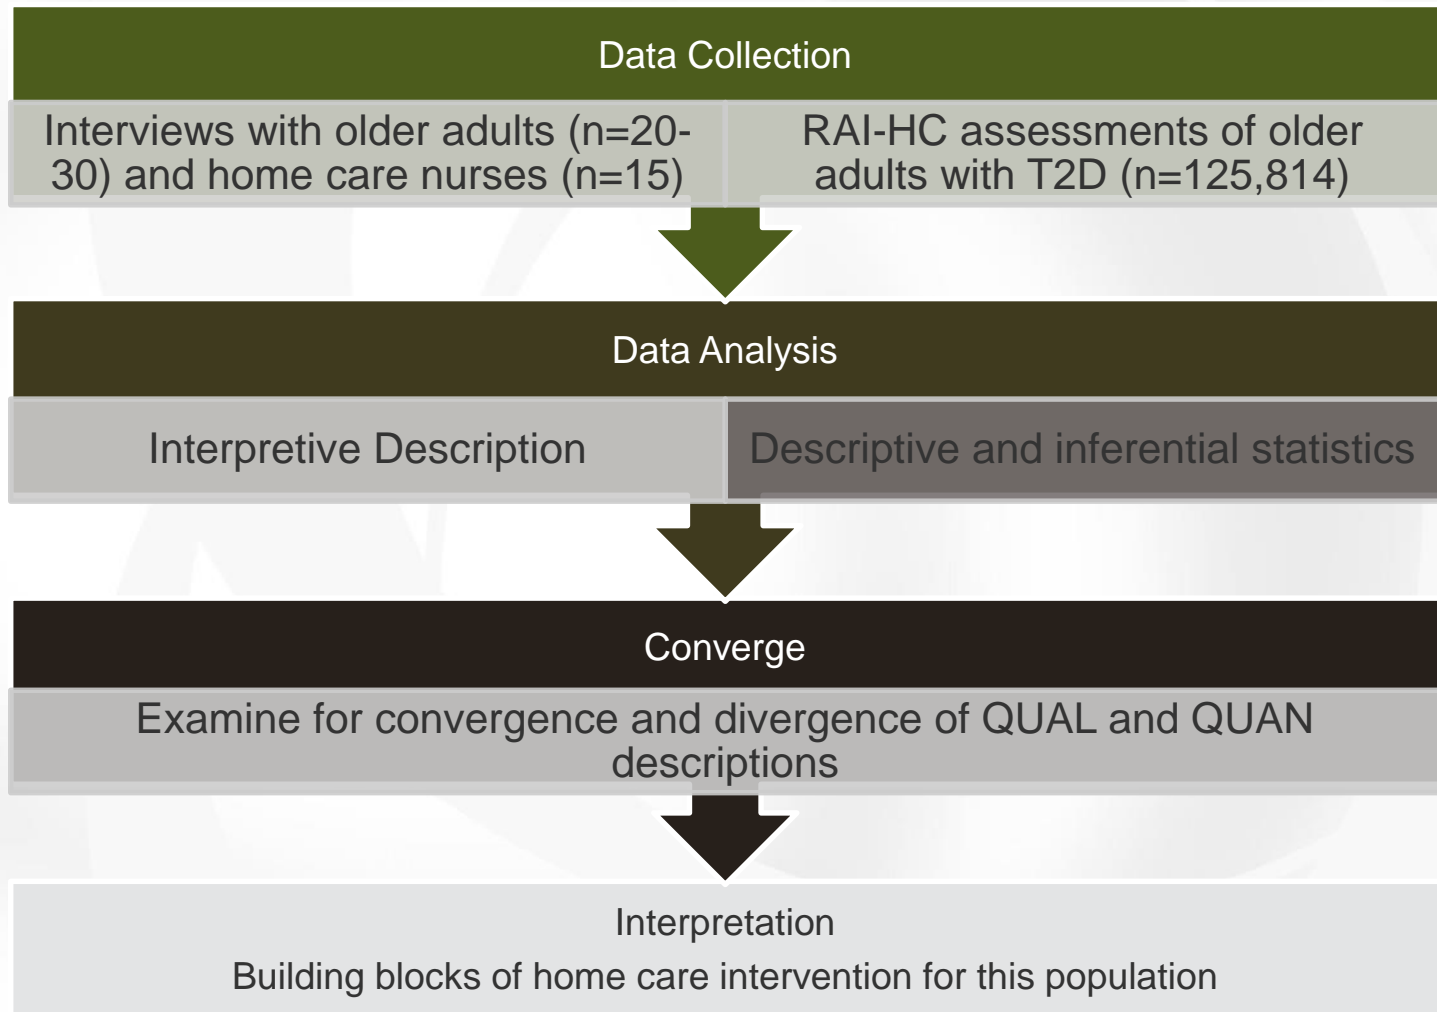 Data Collection
Interviews with older adults (n=20-
30) and home care nurses (n=15)
RAI-HC assessments of older
adults with T2D (n=125,814)
Data Analysis
Interpretive Description
Descriptive and inferential statistics
Converge
Examine for convergence and divergence of QUAL and QUAN
descriptions
Interpretation
Building blocks of home care intervention for this population